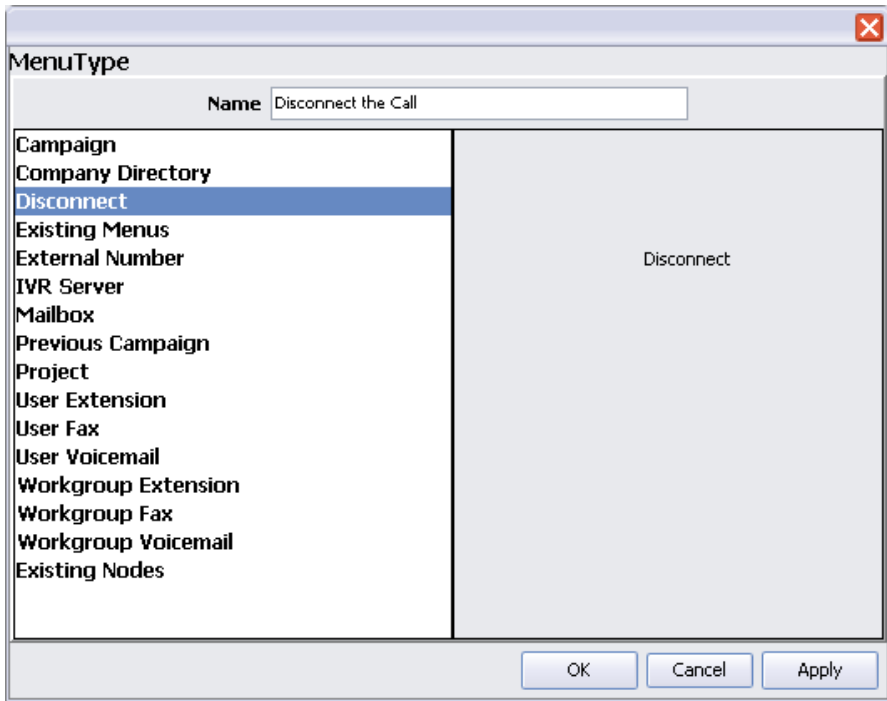 MenuType
Name Disconnect the Call
Campaign
Company Directory
Disconnect
Existing Menus
External Number
Disconnect
IVR Server
Mailbox
Previous Campaign
Project
User Extension
User Fax
User Voicemail
Workgroup Extension
Workgroup Fax
Workgroup Voicemail
Existing Nodes
OK Cancel Apply